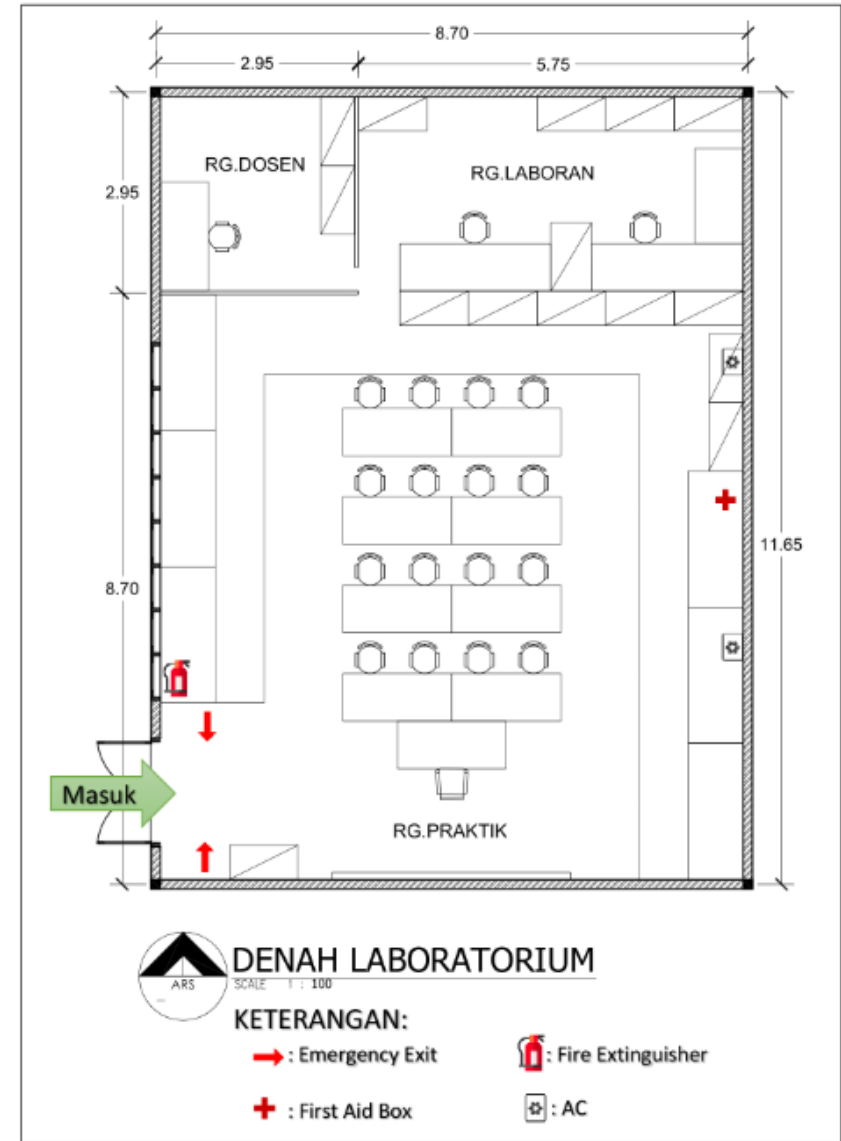 8.70
2.95
5.75
RG.DOSEN
RG.LABORAN
2.95
11.65
8.70
Masuk
RG.PRAKTIK
ARS
DENAH LABORATORIUM
SCALE 1 : 100
KETERANGAN:
: Emergency Exit
: Fire Extinguisher
: First Aid Box
: AC